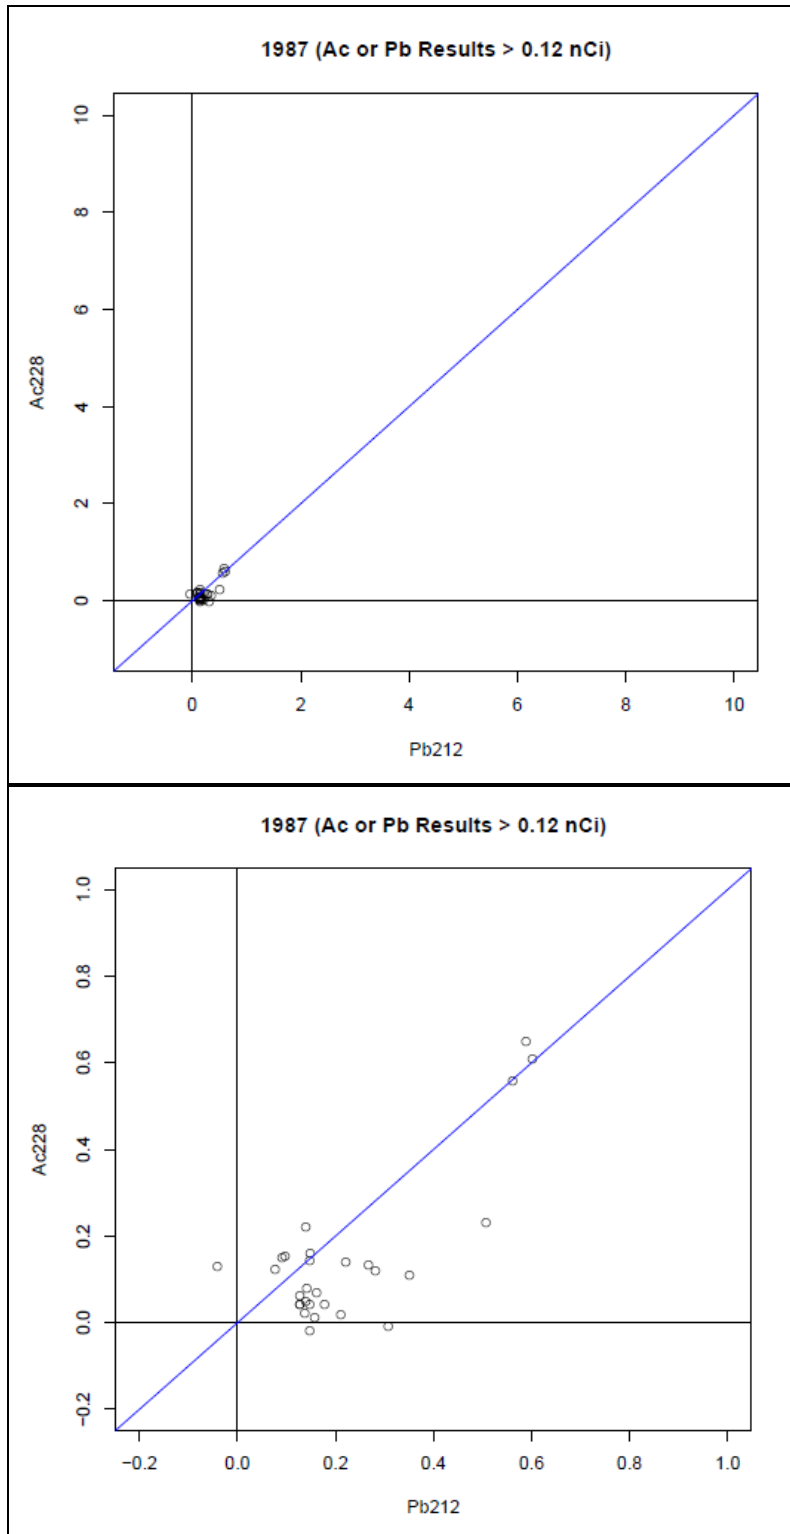 1987 (Ac or Pb Results > 0.12 nCi)
10
8
6
4
2
0
Ac228
0 2 4 6 8 10
Pb212
1987 (Ac or Pb Results > 0.12 nCi)
1.0
0.8
0.6
0.4
0.2
0.0
−0.2
Ac228
−0.2 0.0 0.2 0.4 0.6 0.8 1.0
Pb212